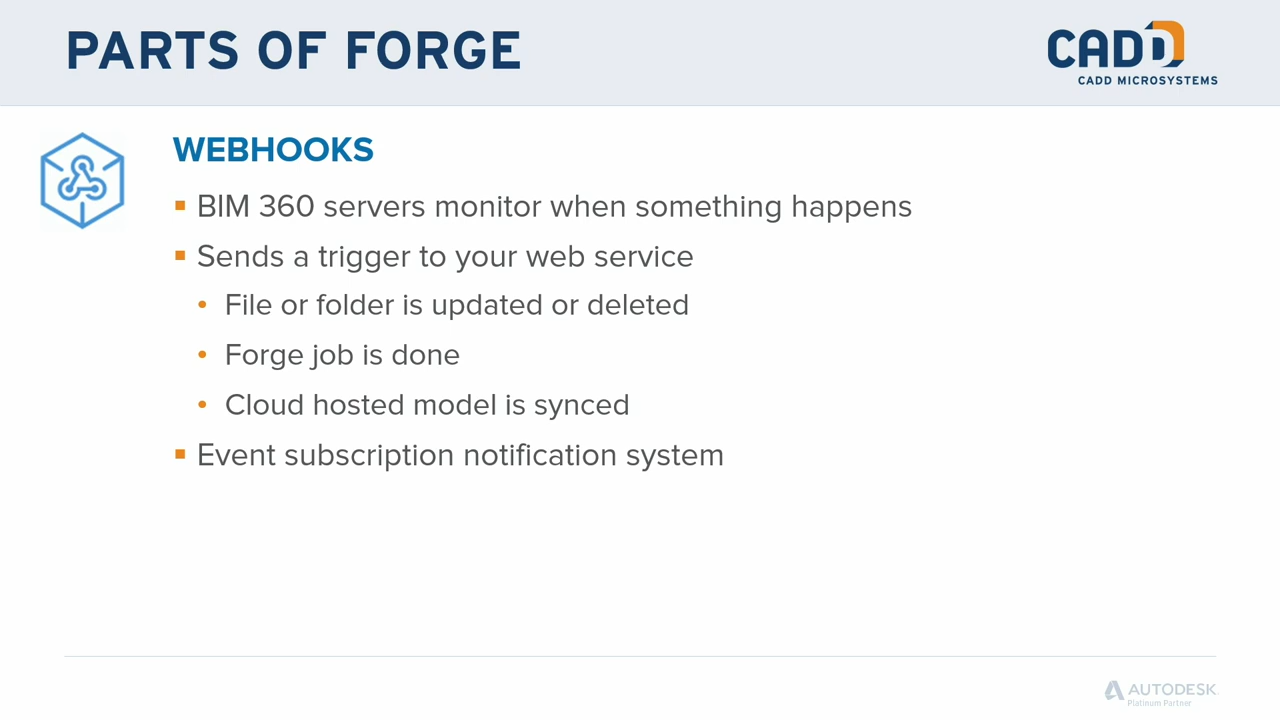 PARTS OF FORGE
CADD
CADD MICROSYSTEMS
WEBHOOKS
BIM 360 servers monitor when something happens
Sends a trigger to your web service
File or folder is updated or deleted
Forge job is done
Cloud hosted model is synced
Event subscription notification system
AUTODESK
Platinum Partner